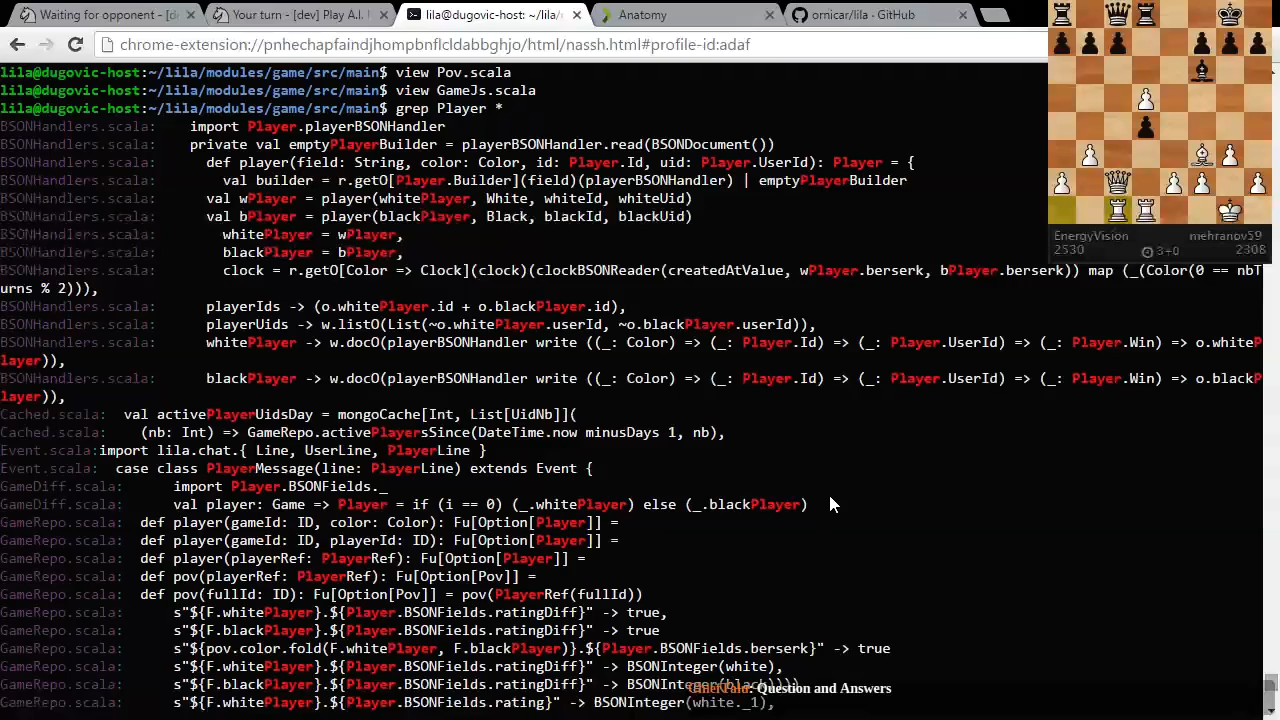 Waiting for opponent - [de
Your turn - [dev] Play A.I.
lila@dugovic-host: ~/lila/
Anatomy
ornicar/lila · GitHub
chrome-extension://pnhechapfaindjhompbnflcldabbghjo/html/nassh.html#profile-id:adaf
lila@dugovic-host:~/lila/modules/game/src/main$ view Pov.scala
lila@dugovic-host:~/lila/modules/game/src/main$ view GameJs.scala
lila@dugovic-host:~/lila/modules/game/src/main$ grep Player *
BSONHandlers.scala:    import Player.playerBSONHandler
BSONHandlers.scala:    private val emptyPlayerBuilder = playerBSONHandler.read(BSONDocument())
BSONHandlers.scala:      def player(field: String, color: Color, id: Player.Id, uid: Player.UserId): Player = {
BSONHandlers.scala:        val builder = r.getO[Player.Builder](field)(playerBSONHandler) | emptyPlayerBuilder
BSONHandlers.scala:      val wPlayer = player(whitePlayer, White, whiteId, whiteUid)
BSONHandlers.scala:      val bPlayer = player(blackPlayer, Black, blackId, blackUid)
BSONHandlers.scala:        whitePlayer = wPlayer,
BSONHandlers.scala:        blackPlayer = bPlayer,
BSONHandlers.scala:        clock = r.getO[Color => Clock](clock)(clockBSONReader(createdAtValue, wPlayer.berserk, bPlayer.berserk)) map (_(Color(0 == nbT
urns % 2))),
BSONHandlers.scala:      playerIds -> (o.whitePlayer.id + o.blackPlayer.id),
BSONHandlers.scala:      playerUids -> w.listO(List(~o.whitePlayer.userId, ~o.blackPlayer.userId)),
BSONHandlers.scala:      whitePlayer -> w.docO(playerBSONHandler write ((_: Color) => (_: Player.Id) => (_: Player.UserId) => (_: Player.Win) => o.whiteP
layer)),
BSONHandlers.scala:      blackPlayer -> w.docO(playerBSONHandler write ((_: Color) => (_: Player.Id) => (_: Player.UserId) => (_: Player.Win) => o.blackP
layer)),
Cached.scala:  val activePlayerUidsDay = mongoCache[Int, List[UidNb]](
Cached.scala:    (nb: Int) => GameRepo.activePlayersSince(DateTime.now minusDays 1, nb),
Event.scala:import lila.chat.{ Line, UserLine, PlayerLine }
Event.scala:  case class PlayerMessage(line: PlayerLine) extends Event {
GameDiff.scala:      import Player.BSONFields._
GameDiff.scala:      val player: Game => Player = if (i == 0) (_.whitePlayer) else (_.blackPlayer)
GameRepo.scala:  def player(gameId: ID, color: Color): Fu[Option[Player]] =
GameRepo.scala:  def player(gameId: ID, playerId: ID): Fu[Option[Player]] =
GameRepo.scala:  def player(playerRef: PlayerRef): Fu[Option[Player]] =
GameRepo.scala:  def pov(playerRef: PlayerRef): Fu[Option[Pov]] =
GameRepo.scala:  def pov(fullId: ID): Fu[Option[Pov]] = pov(PlayerRef(fullId))
GameRepo.scala:      s"${F.whitePlayer}.${Player.BSONFields.ratingDiff}" -> true,
GameRepo.scala:      s"${F.blackPlayer}.${Player.BSONFields.ratingDiff}" -> true
GameRepo.scala:      s"${pov.color.fold(F.whitePlayer, F.blackPlayer)}.${Player.BSONFields.berserk}" -> true
GameRepo.scala:      s"${F.whitePlayer}.${Player.BSONFields.ratingDiff}" -> BSONInteger(white),
GameRepo.scala:      s"${F.blackPlayer}.${Player.BSONFields.ratingDiff}" -> BSONInteger(black))))
GameRepo.scala:      s"${F.whitePlayer}.${Player.BSONFields.rating}" -> BSONInteger(white._1),
EnergyVision mehranov59
2530 3+0 2308
: Question and Answers